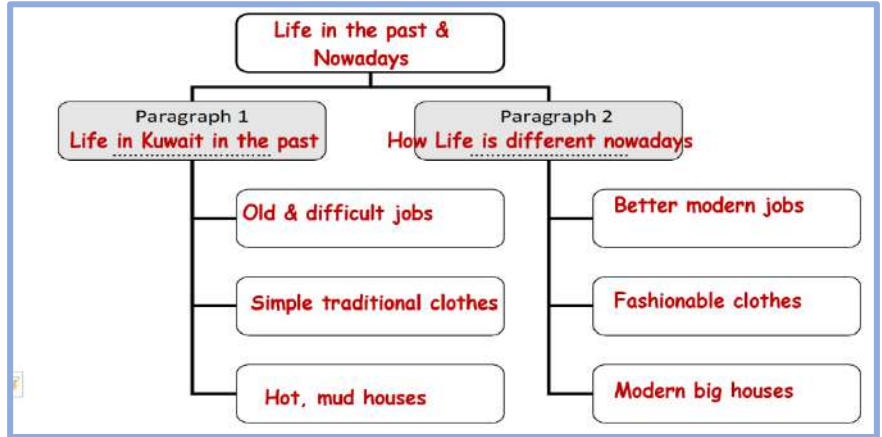 Life in the past &
Nowadays
Paragraph 1
Life in Kuwait in the past
Paragraph 2
How Life is different nowadays
Old & difficult jobs
Simple traditional clothes
Hot, mud houses
Better modern jobs
Fashionable clothes
Modern big houses